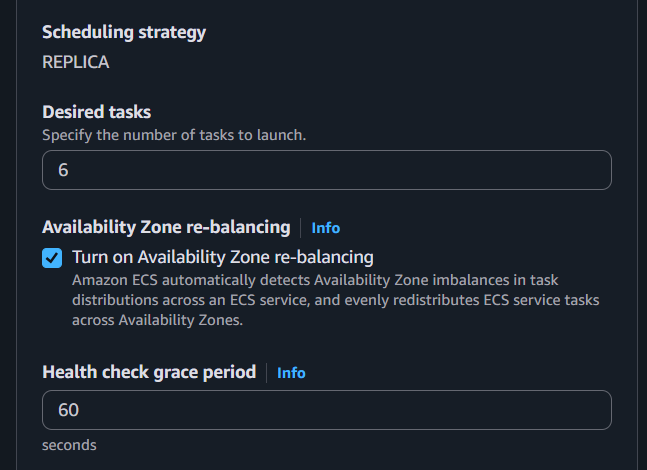 Scheduling strategy
REPLICA
Desired tasks
Specify the number of tasks to launch.
6
Availability Zone re-balancing Info
Turn on Availability Zone re-balancing
Amazon ECS automatically detects Availability Zone imbalances in task
distributions across an ECS service, and evenly redistributes ECS service tasks
across Availability Zones.
Health check grace period Info
60
seconds